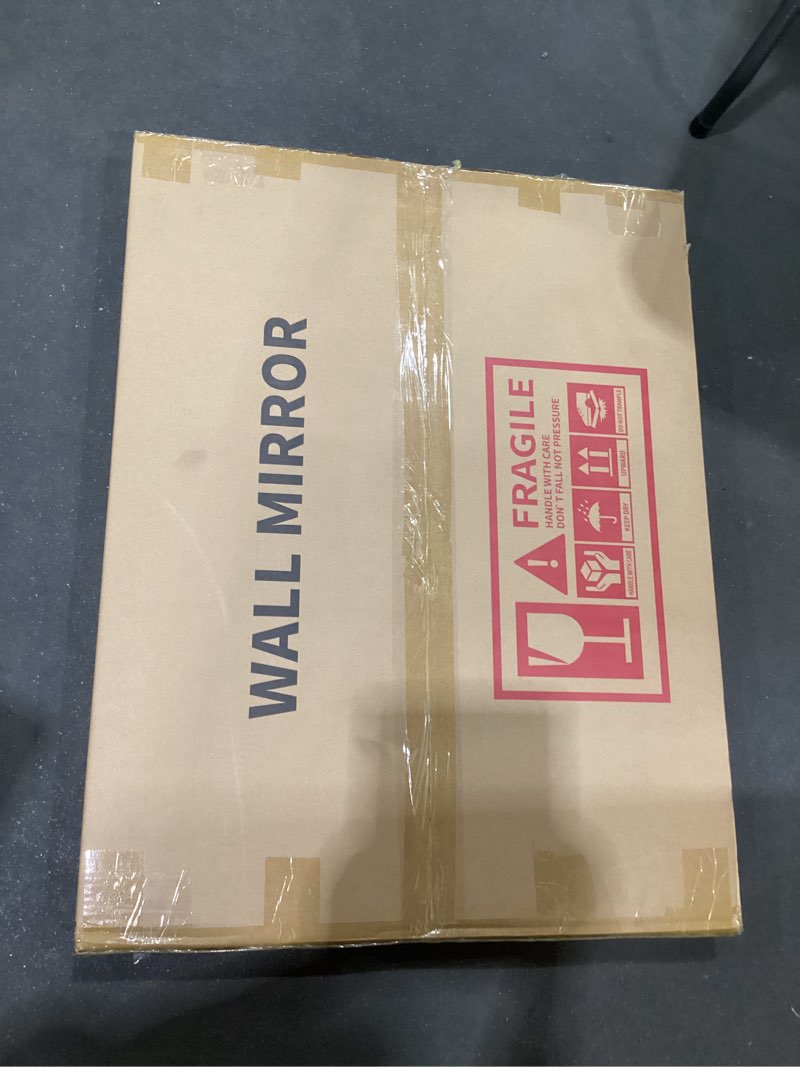 WALL MIRROR
FRAGILE
HANDLE WITH CARE
DON'T FALL NOT PRESSURE
HANDLE WITH CARE
KEEP DRY
UPWARD
DO NOT TRAMPLE